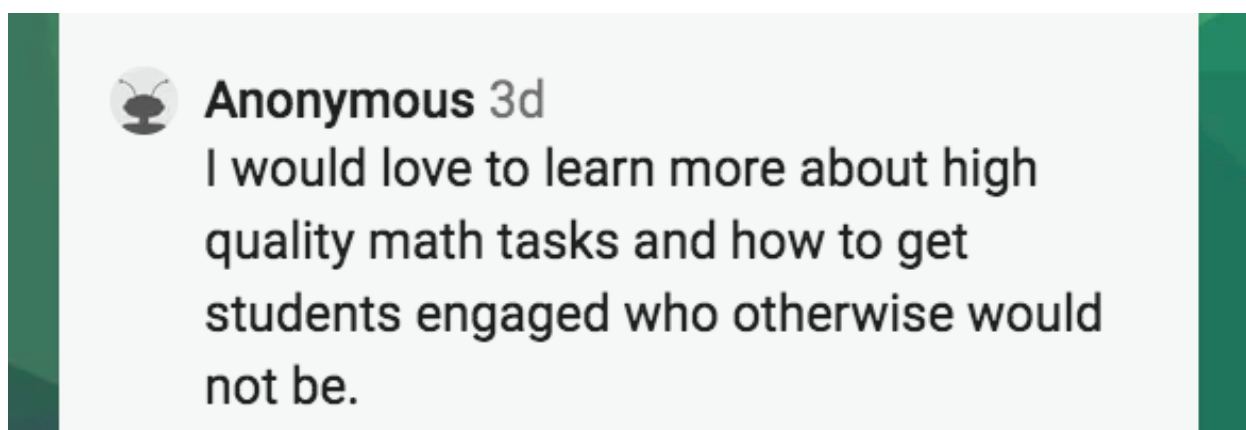 Anonymous 3d
I would love to learn more about high
quality math tasks and how to get
students engaged who otherwise would
not be.